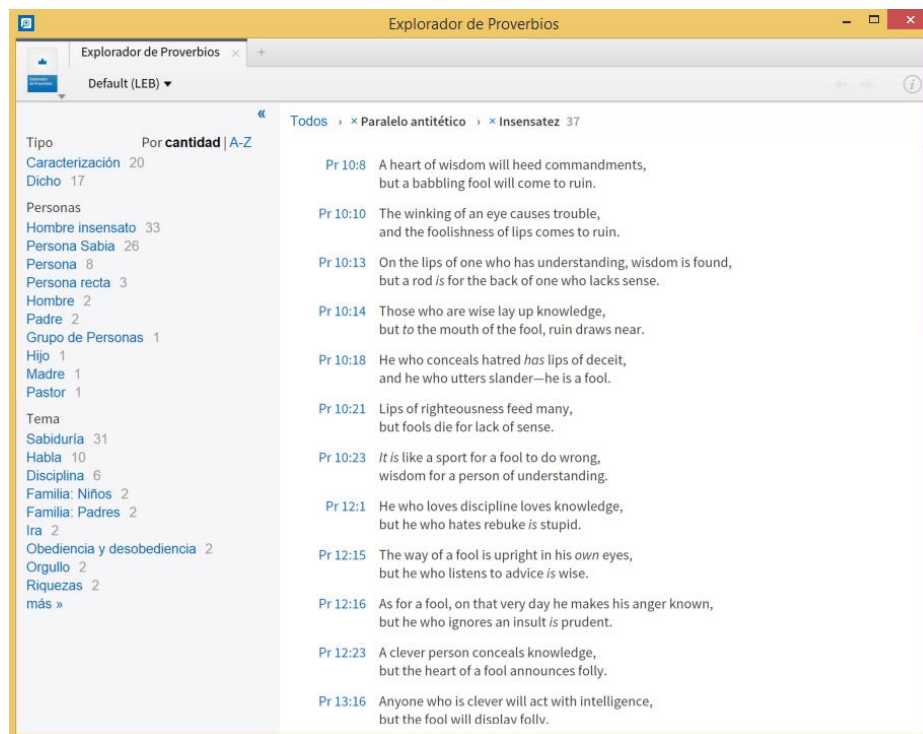 Explorador de Proverbios
Explorador de Proverbios
Default (LEB)
Tipo Por cantidad | A-Z
Caracterización 20
Dicho 17
Personas
Hombre insensato 33
Persona Sabia 26
Persona 8
Persona recta 3
Hombre 2
Padre 2
Grupo de Personas 1
Hijo 1
Madre 1
Pastor 1
Tema
Sabiduría 31
Habla 10
Disciplina 6
Familia: Niños 2
Familia: Padres 2
Ira 2
Obediencia y desobediencia 2
Orgullo 2
Riquezas 2
más »
Todos › × Paralelo antitético › × Insensatez 37
Pr 10:8 A heart of wisdom will heed commandments,
but a babbling fool will come to ruin.
Pr 10:10 The winking of an eye causes trouble,
and the foolishness of lips comes to ruin.
Pr 10:13 On the lips of one who has understanding, wisdom is found,
but a rod is for the back of one who lacks sense.
Pr 10:14 Those who are wise lay up knowledge,
but to the mouth of the fool, ruin draws near.
Pr 10:18 He who conceals hatred has lips of deceit,
and he who utters slander—he is a fool.
Pr 10:21 Lips of righteousness feed many,
but fools die for lack of sense.
Pr 10:23 It is like a sport for a fool to do wrong,
wisdom for a person of understanding.
Pr 12:1 He who loves discipline loves knowledge,
but he who hates rebuke is stupid.
Pr 12:15 The way of a fool is upright in his own eyes,
but he who listens to advice is wise.
Pr 12:16 As for a fool, on that very day he makes his anger known,
but he who ignores an insult is prudent.
Pr 12:23 A clever person conceals knowledge,
but the heart of a fool announces folly.
Pr 13:16 Anyone who is clever will act with intelligence,
but the fool will display folly.